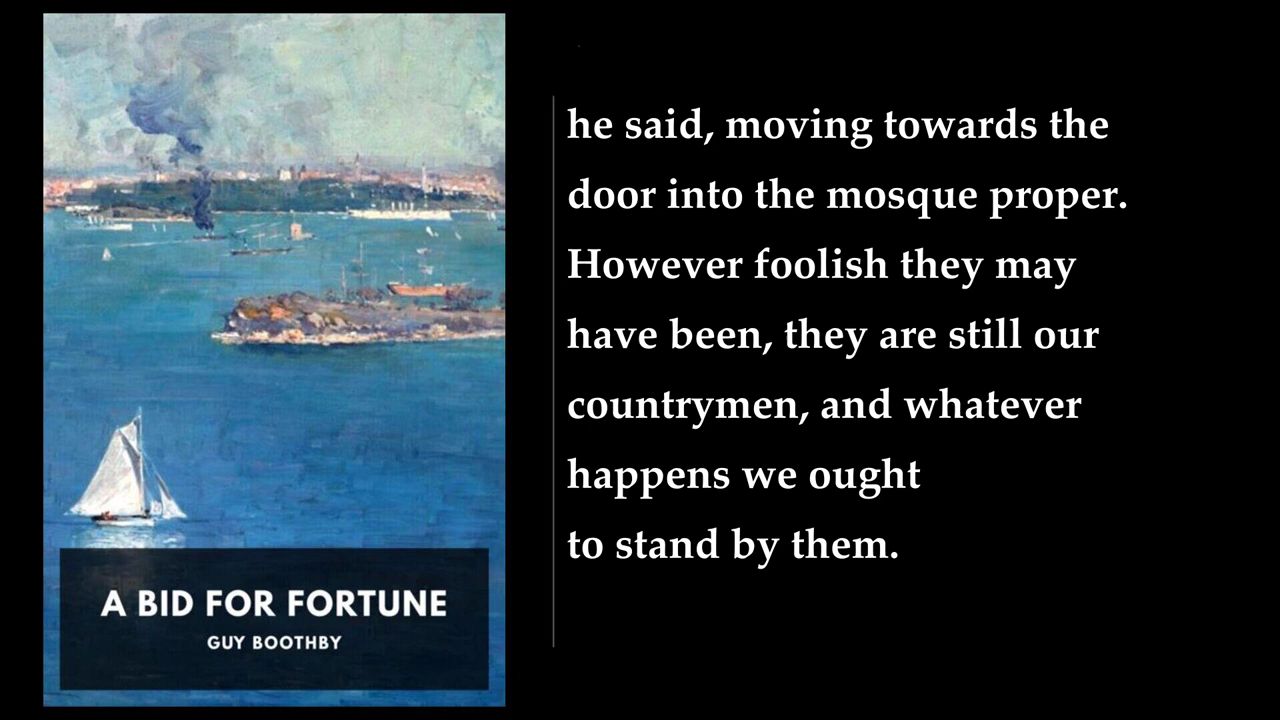 he said, moving towards the
door into the mosque proper.
However foolish they may
have been, they are still our
countrymen, and whatever
happens we ought
to stand by them.
A BID FOR FORTUNE
GUY BOOTHBY